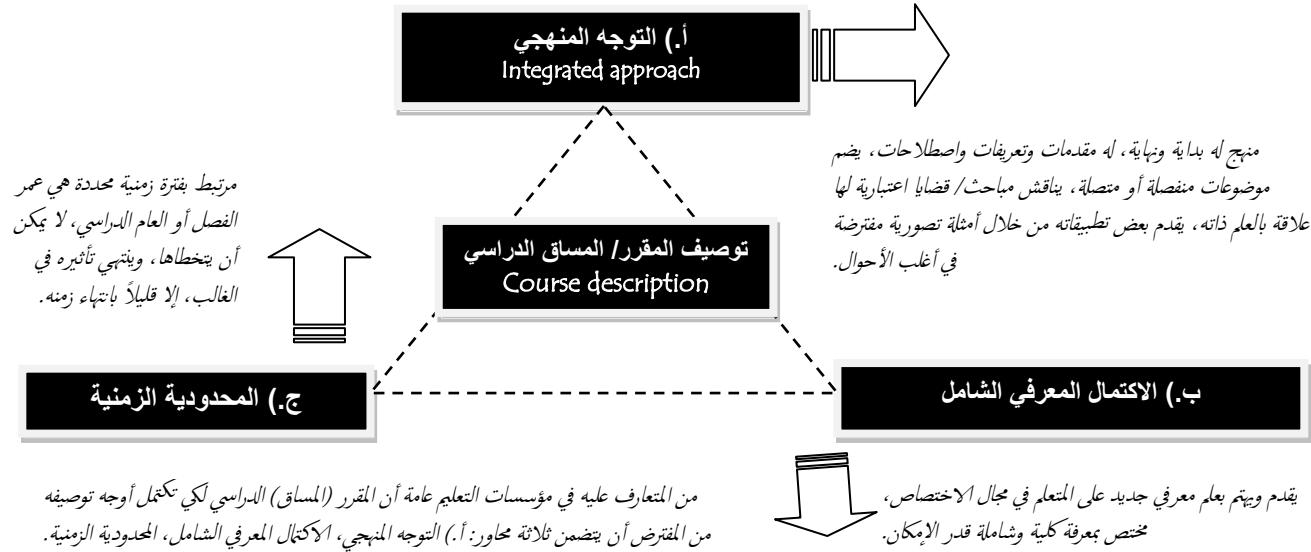 أ.) التوجه المنهجي
Integrated approach
منهج له بداية ونهاية، له مقدمات وتعريفات واصطلاحات، يضم
موضوعات منفصلة أو متصلة، يناقش مباحث/ قضايا اعتبارية لها
علاقة بالعلم ذاته، يقدم بعض تطبيقاته من خلال أمثلة تصورية مفترضة
في أغلب الأحوال.
مرتبط بفترة زمنية محددة هي عمر
الفصل أو العام الدراسي، لا يمكن
أن يتخطاها، وينتهي تأثيره في
الغالب، إلا قليلاً بانتهاء زمنه.
توصيف المقرر/ المساق الدراسي
Course description
ب.) الاكتمال المعرفي الشامل
ج.) المحدودية الزمنية
يقدم ويهتم بعلم معرفي جديد على المتعلم في مجال الاختصاص،
مختص بمعرفة كلية وشاملة قدر الإمكان.
من المتعارف عليه في مؤسسات التعليم عامة أن المقرر (المساق) الدراسي لكي تكتمل أوجه توصيفه
من المفترض أن يتضمن ثلاثة محاور: أ.) التوجه المنهجي، الاكتمال المعرفي الشامل، المحدودية الزمنية.